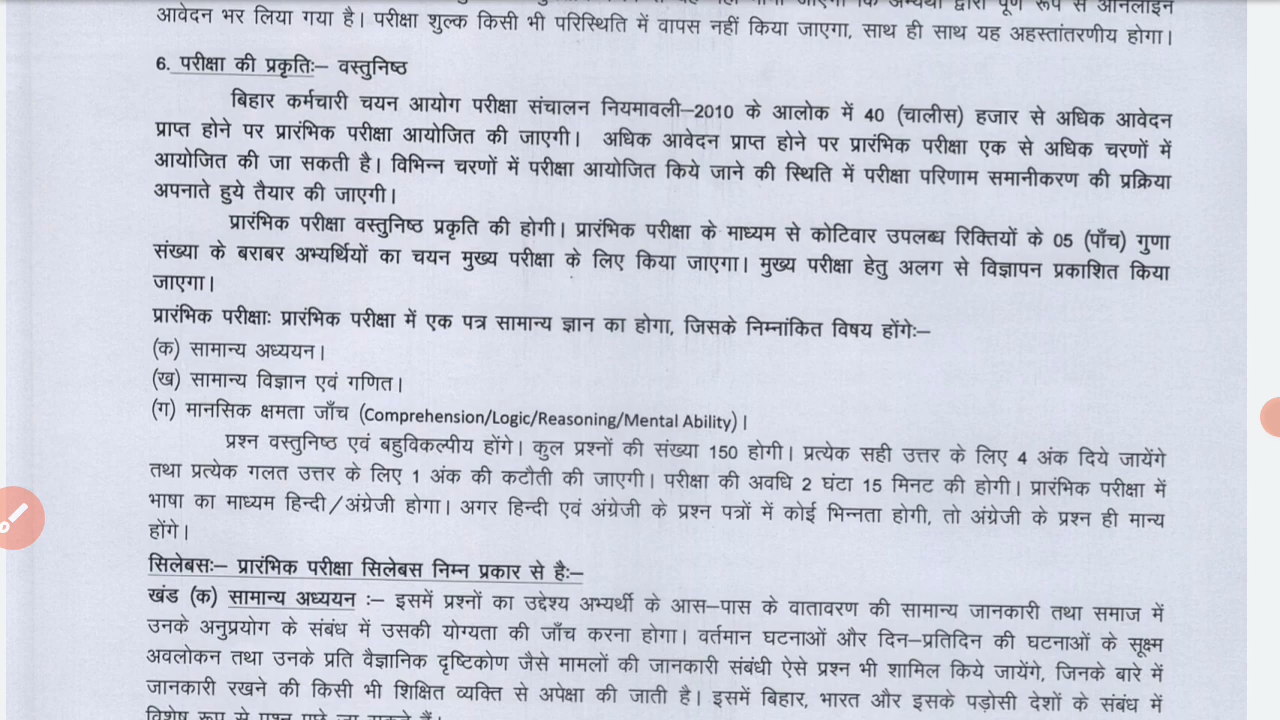 आवेदन भर लिया गया है। परीक्षा शुल्क किसी भी परिस्थिति में वापस नहीं किया जाएगा, साथ ही साथ यह अहस्तांतरणीय होगा।
6. परीक्षा की प्रकृतिः– वस्तुनिष्ठ
बिहार कर्मचारी चयन आयोग परीक्षा संचालन नियमावली–2010 के आलोक में 40 (चालीस) हजार से अधिक आवेदन
प्राप्त होने पर प्रारंभिक परीक्षा आयोजित की जाएगी। अधिक आवेदन प्राप्त होने पर प्रारंभिक परीक्षा एक से अधिक चरणों में
आयोजित की जा सकती है। विभिन्न चरणों में परीक्षा आयोजित किये जाने की स्थिति में परीक्षा परिणाम समानीकरण की प्रक्रिया
अपनाते हुये तैयार की जाएगी।
प्रारंभिक परीक्षा वस्तुनिष्ठ प्रकृति की होगी। प्रारंभिक परीक्षा के माध्यम से कोटिवार उपलब्ध रिक्तियों के 05 (पाँच) गुणा
संख्या के बराबर अभ्यर्थियों का चयन मुख्य परीक्षा के लिए किया जाएगा। मुख्य परीक्षा हेतु अलग से विज्ञापन प्रकाशित किया
जाएगा।
प्रारंभिक परीक्षाः प्रारंभिक परीक्षा में एक पत्र सामान्य ज्ञान का होगा, जिसके निम्नांकित विषय होंगेः–
(क) सामान्य अध्ययन।
(ख) सामान्य विज्ञान एवं गणित।
(ग) मानसिक क्षमता जाँच (Comprehension/Logic/Reasoning/Mental Ability)।
प्रश्न वस्तुनिष्ठ एवं बहुविकल्पीय होंगे। कुल प्रश्नों की संख्या 150 होगी। प्रत्येक सही उत्तर के लिए 4 अंक दिये जायेंगे
तथा प्रत्येक गलत उत्तर के लिए 1 अंक की कटौती की जाएगी। परीक्षा की अवधि 2 घंटा 15 मिनट की होगी। प्रारंभिक परीक्षा में
भाषा का माध्यम हिन्दी/अंग्रेजी होगा। अगर हिन्दी एवं अंग्रेजी के प्रश्न पत्रों में कोई भिन्नता होगी, तो अंग्रेजी के प्रश्न ही मान्य
होंगे।
सिलेबसः– प्रारंभिक परीक्षा सिलेबस निम्न प्रकार से हैः–
खंड (क) सामान्य अध्ययन :– इसमें प्रश्नों का उद्देश्य अभ्यर्थी के आस–पास के वातावरण की सामान्य जानकारी तथा समाज में
उनके अनुप्रयोग के संबंध में उसकी योग्यता की जाँच करना होगा। वर्तमान घटनाओं और दिन–प्रतिदिन की घटनाओं के सूक्ष्म
अवलोकन तथा उनके प्रति वैज्ञानिक दृष्टिकोण जैसे मामलों की जानकारी संबंधी ऐसे प्रश्न भी शामिल किये जायेंगे, जिनके बारे में
जानकारी रखने की किसी भी शिक्षित व्यक्ति से अपेक्षा की जाती है। इसमें बिहार, भारत और इसके पड़ोसी देशों के संबंध में